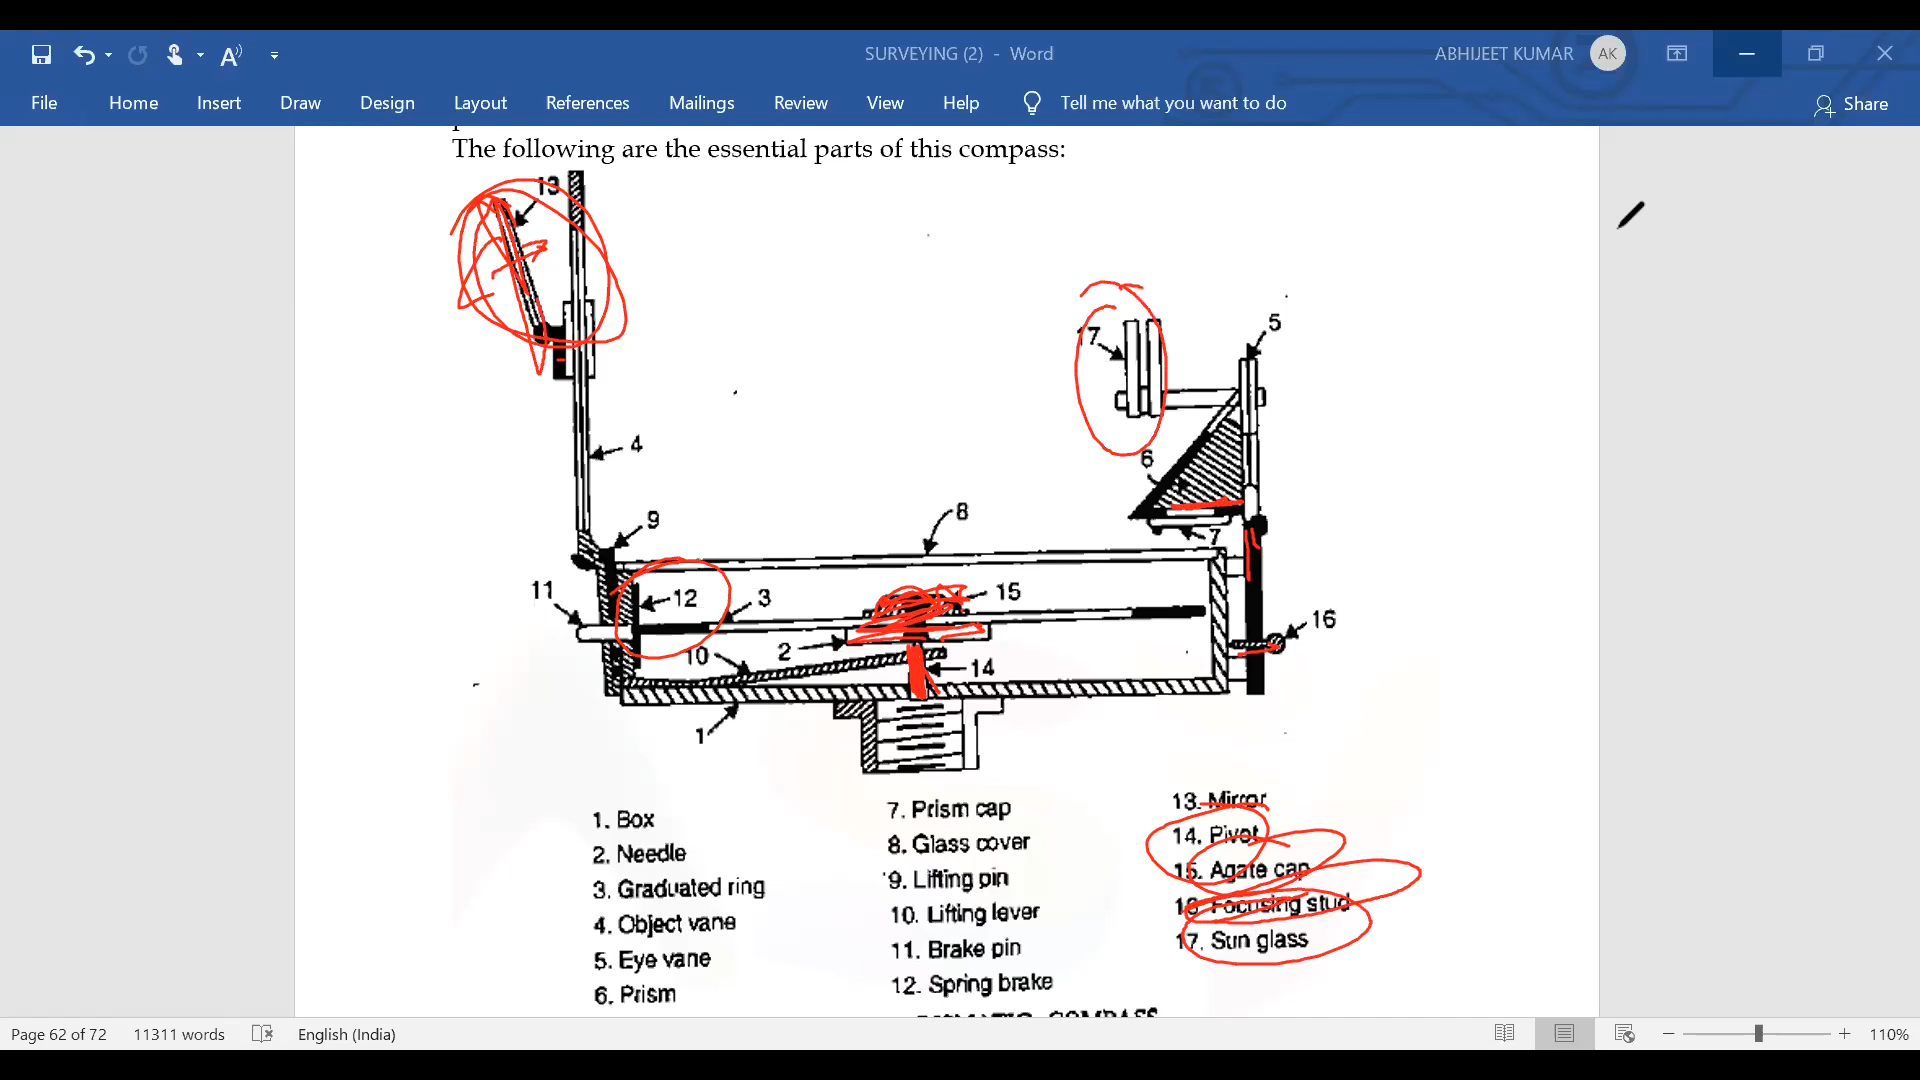 SURVEYING (2) - Word
ABHIJEET KUMAR AK
File Home Insert Draw Design Layout References Mailings Review View Help Tell me what you want to do Share
The following are the essential parts of this compass:
13
17
5
4
6
9
8
7
11
12
3
15
16
10
2
14
1
1. Box
2. Needle
3. Graduated ring
4. Object vane
5. Eye vane
6. Prism
7. Prism cap
8. Glass cover
9. Lifting pin
10. Lifting lever
11. Brake pin
12. Spring brake
13. Mirror
14. Pivot
15. Agate cap
16. Focusing stud
17. Sun glass
COMPASS
Page 62 of 72 11311 words English (India) 110%